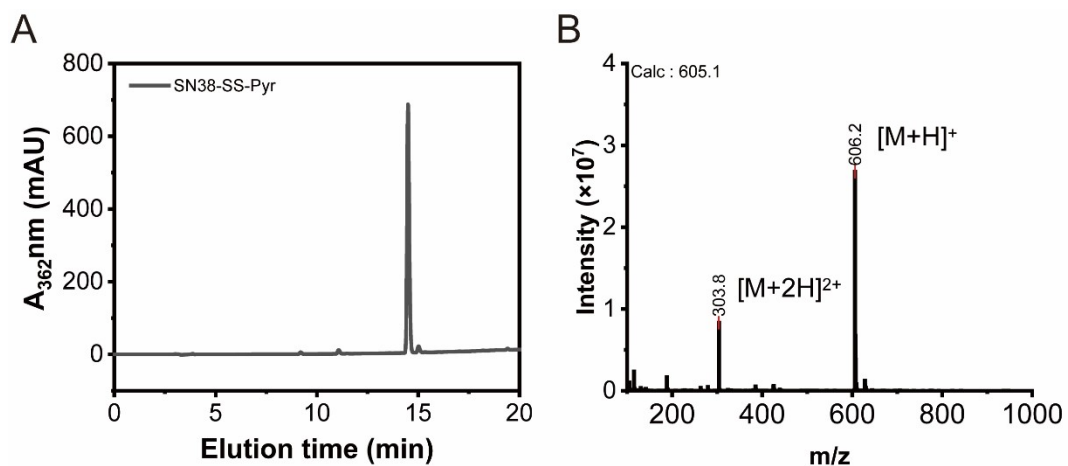 A
800
600
400
200
0
A₃₆₂nm (mAU)
SN38-SS-Pyr
0 5 10 15 20
Elution time (min)
B
4
3
2
1
0
Intensity (×10⁷)
Calc : 605.1
606.2
[M+H]⁺
303.8
[M+2H]²⁺
200 400 600 800 1000
m/z